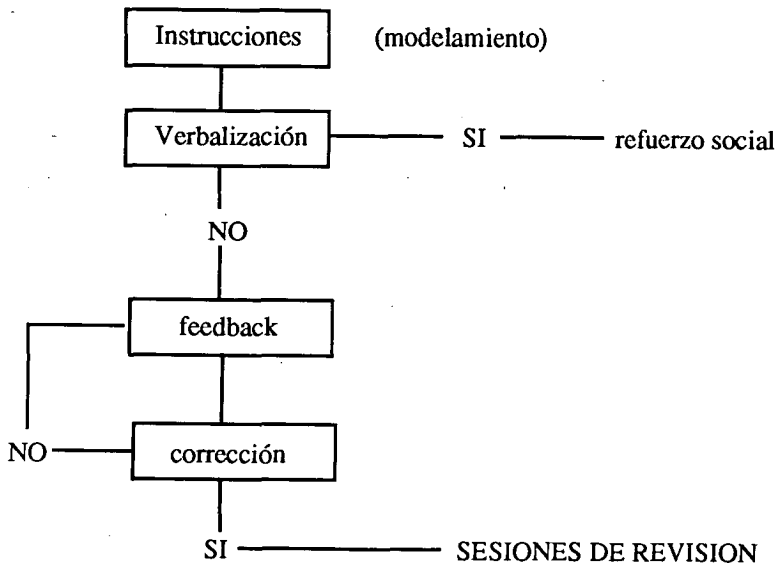 Instrucciones (modelamiento)
Verbalización SI refuerzo social
NO
feedback
NO corrección
SI SESIONES DE REVISION